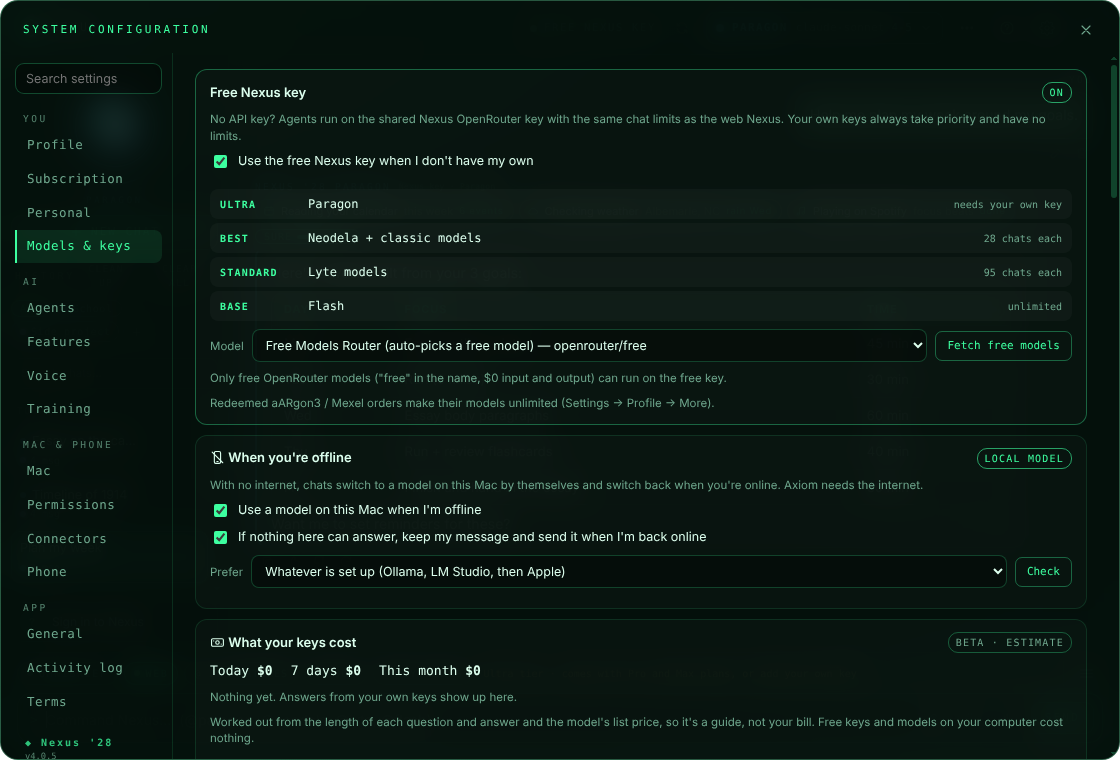 SYSTEM CONFIGURATION
Search settings
YOU
Profile
Subscription
Personal
Models & keys
AI
Agents
Features
Voice
Training
MAC & PHONE
Mac
Permissions
Connectors
Phone
APP
General
Activity log
Terms
◆ Nexus '28
v4.0.5
Free Nexus key
ON
No API key? Agents run on the shared Nexus OpenRouter key with the same chat limits as the web Nexus. Your own keys always take priority and have no
limits.
Use the free Nexus key when I don't have my own
ULTRA Paragon needs your own key
BEST Neodela + classic models 28 chats each
STANDARD Lyte models 95 chats each
BASE Flash unlimited
Model Free Models Router (auto-picks a free model) — openrouter/free Fetch free models
Only free OpenRouter models ("free" in the name, $0 input and output) can run on the free key.
Redeemed aARgon3 / Mexel orders make their models unlimited (Settings → Profile → More).
When you're offline
LOCAL MODEL
With no internet, chats switch to a model on this Mac by themselves and switch back when you're online. Axiom needs the internet.
Use a model on this Mac when I'm offline
If nothing here can answer, keep my message and send it when I'm back online
Prefer Whatever is set up (Ollama, LM Studio, then Apple) Check
What your keys cost
BETA · ESTIMATE
Today $0 7 days $0 This month $0
Nothing yet. Answers from your own keys show up here.
Worked out from the length of each question and answer and the model's list price, so it's a guide, not your bill. Free keys and models on your computer cost
nothing.